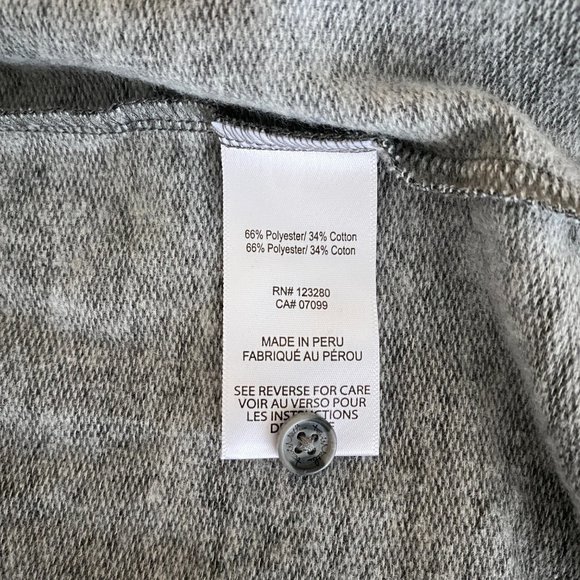 66% Polyester/ 34% Cotton
66% Polyester/ 34% Coton
RN# 123280
CA# 07099
MADE IN PERU
FABRIQUÉ AU PÉROU
SEE REVERSE FOR CARE
VOIR AU VERSO POUR
LES INSTRUCTIONS